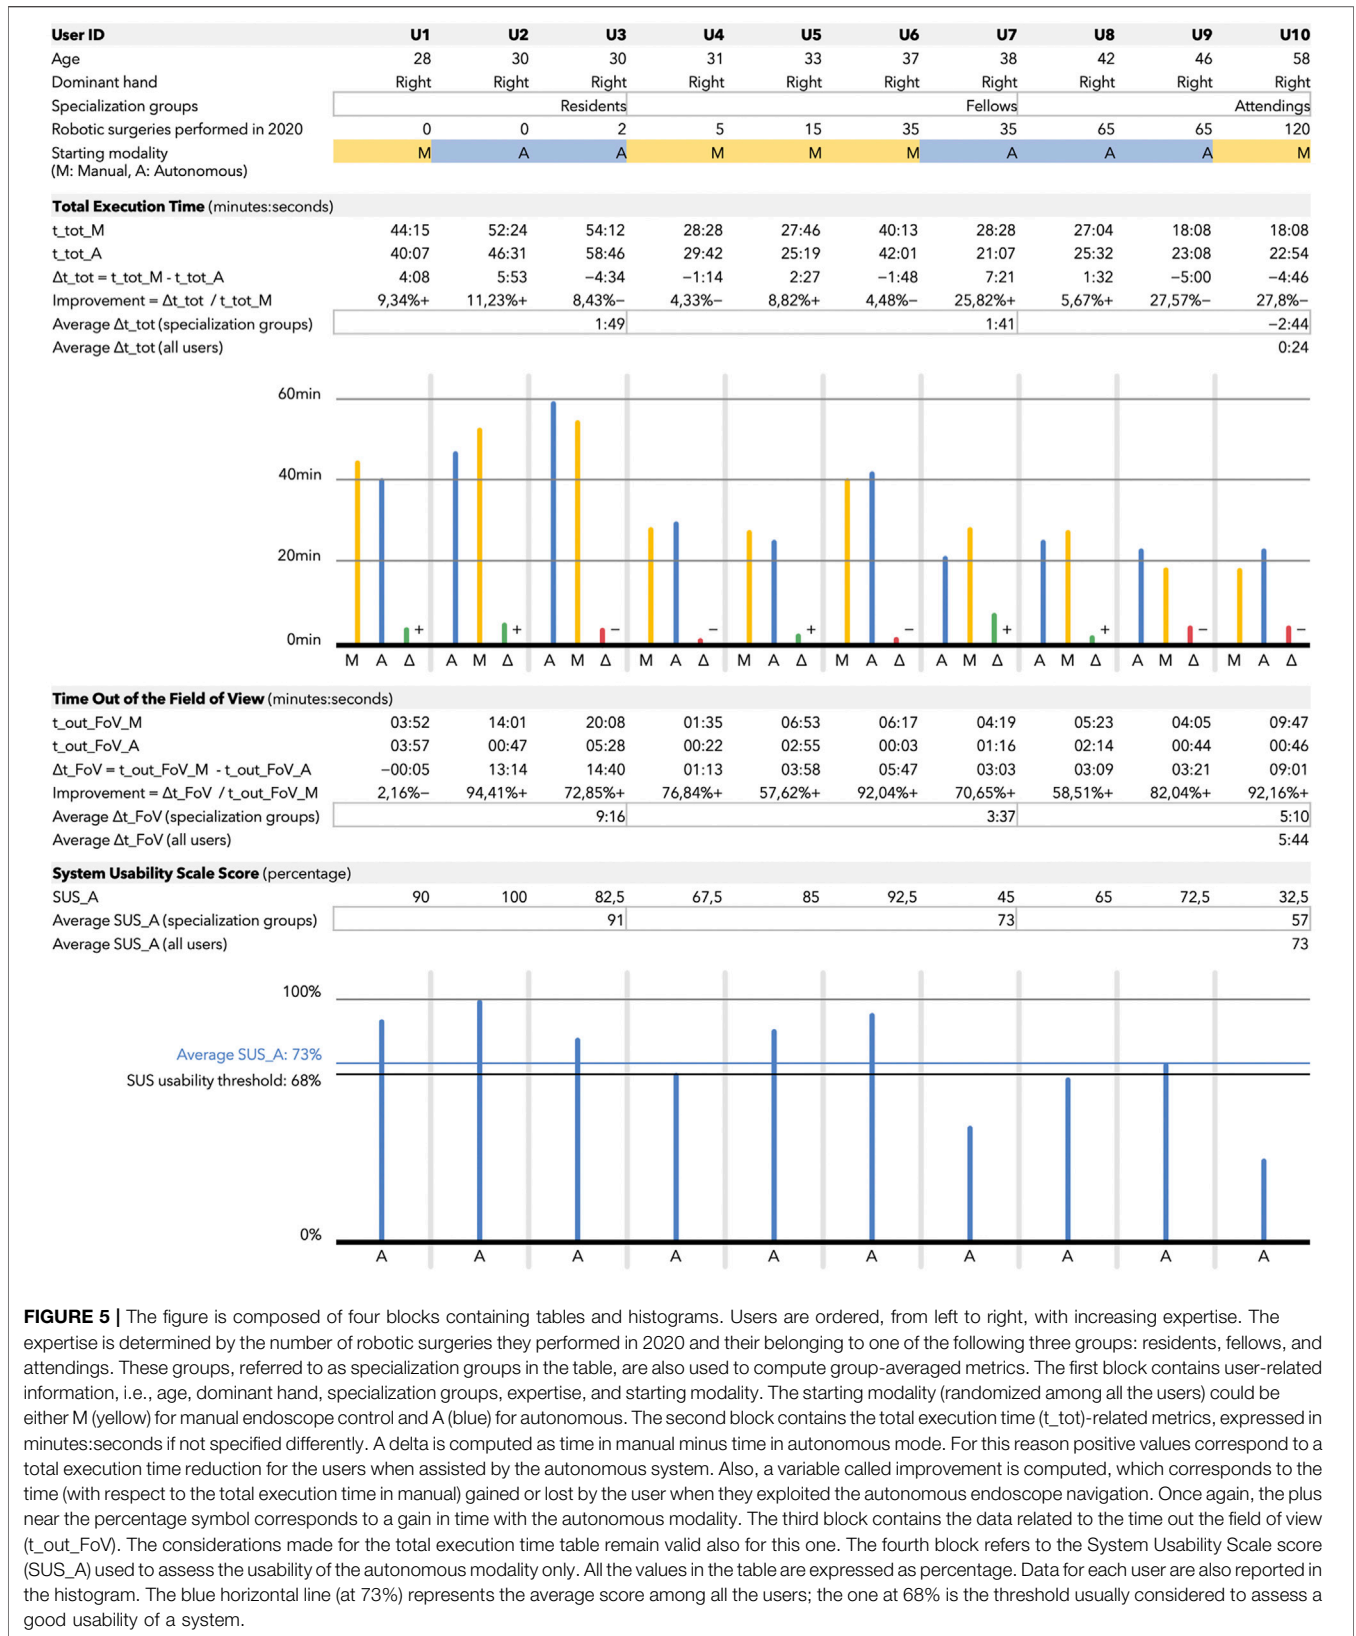 User ID U1 U2 U3 U4 U5 U6 U7 U8 U9 U10
Age 28 30 30 31 33 37 38 42 46 58
Dominant hand Right Right Right Right Right Right Right Right Right Right
Specialization groups Residents Fellows Attendings
Robotic surgeries performed in 2020 0 0 2 5 15 35 35 65 65 120
Starting modality M A A M M M A A A M
(M: Manual, A: Autonomous)
Total Execution Time (minutes:seconds)
t_tot_M 44:15 52:24 54:12 28:28 27:46 40:13 28:28 27:04 18:08 18:08
t_tot_A 40:07 46:31 58:46 29:42 25:19 42:01 21:07 25:32 23:08 22:54
Δt_tot = t_tot_M - t_tot_A 4:08 5:53 −4:34 −1:14 2:27 −1:48 7:21 1:32 −5:00 −4:46
Improvement = Δt_tot / t_tot_M 9,34%+ 11,23%+ 8,43%− 4,33%− 8,82%+ 4,48%− 25,82%+ 5,67%+ 27,57%− 27,8%−
Average Δt_tot (specialization groups) 1:49 1:41 −2:44
Average Δt_tot (all users) 0:24
60min
40min
20min
0min + + − − + − + + − −
M A Δ A M Δ A M Δ M A Δ M A Δ M A Δ A M Δ A M Δ A M Δ M A Δ
Time Out of the Field of View (minutes:seconds)
t_out_FoV_M 03:52 14:01 20:08 01:35 06:53 06:17 04:19 05:23 04:05 09:47
t_out_FoV_A 03:57 00:47 05:28 00:22 02:55 00:03 01:16 02:14 00:44 00:46
Δt_FoV = t_out_FoV_M - t_out_FoV_A −00:05 13:14 14:40 01:13 03:58 05:47 03:03 03:09 03:21 09:01
Improvement = Δt_FoV / t_out_FoV_M 2,16%− 94,41%+ 72,85%+ 76,84%+ 57,62%+ 92,04%+ 70,65%+ 58,51%+ 82,04%+ 92,16%+
Average Δt_FoV (specialization groups) 9:16 3:37 5:10
Average Δt_FoV (all users) 5:44
System Usability Scale Score (percentage)
SUS_A 90 100 82,5 67,5 85 92,5 45 65 72,5 32,5
Average SUS_A (specialization groups) 91 73 57
Average SUS_A (all users) 73
100%
Average SUS_A: 73%
SUS usability threshold: 68%
0%
A A A A A A A A A A
FIGURE 5 | The figure is composed of four blocks containing tables and histograms. Users are ordered, from left to right, with increasing expertise. The
expertise is determined by the number of robotic surgeries they performed in 2020 and their belonging to one of the following three groups: residents, fellows, and
attendings. These groups, referred to as specialization groups in the table, are also used to compute group-averaged metrics. The first block contains user-related
information, i.e., age, dominant hand, specialization groups, expertise, and starting modality. The starting modality (randomized among all the users) could be
either M (yellow) for manual endoscope control and A (blue) for autonomous. The second block contains the total execution time (t_tot)-related metrics, expressed in
minutes:seconds if not specified differently. A delta is computed as time in manual minus time in autonomous mode. For this reason positive values correspond to a
total execution time reduction for the users when assisted by the autonomous system. Also, a variable called improvement is computed, which corresponds to the
time (with respect to the total execution time in manual) gained or lost by the user when they exploited the autonomous endoscope navigation. Once again, the plus
near the percentage symbol corresponds to a gain in time with the autonomous modality. The third block contains the data related to the time out the field of view
(t_out_FoV). The considerations made for the total execution time table remain valid also for this one. The fourth block refers to the System Usability Scale score
(SUS_A) used to assess the usability of the autonomous modality only. All the values in the table are expressed as percentage. Data for each user are also reported in
the histogram. The blue horizontal line (at 73%) represents the average score among all the users; the one at 68% is the threshold usually considered to assess a
good usability of a system.